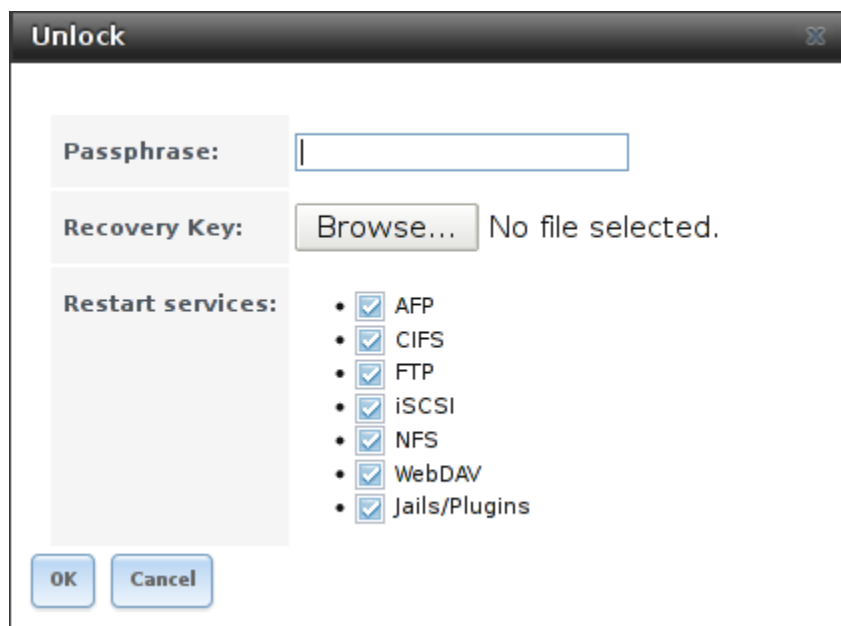 Unlock
Passphrase:
Recovery Key: Browse... No file selected.
Restart services:
AFP
CIFS
FTP
iSCSI
NFS
WebDAV
Jails/Plugins
OK Cancel